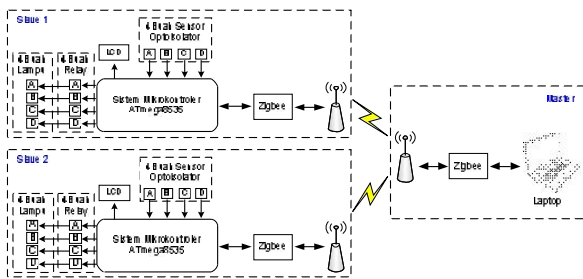 Slave 1
4 Buah Sensor
Optoisolator
A B C D
LCD
4 Buah
Lampu
4 Buah
Relay
A A
B B
C C
D D
Sistem Mikrokontroler
ATmega8535
Zigbee
Slave 2
4 Buah Sensor
Optoisolator
A B C D
LCD
4 Buah
Lampu
4 Buah
Relay
A A
B B
C C
D D
Sistem Mikrokontroler
ATmega8535
Zigbee
Master
Zigbee
Laptop